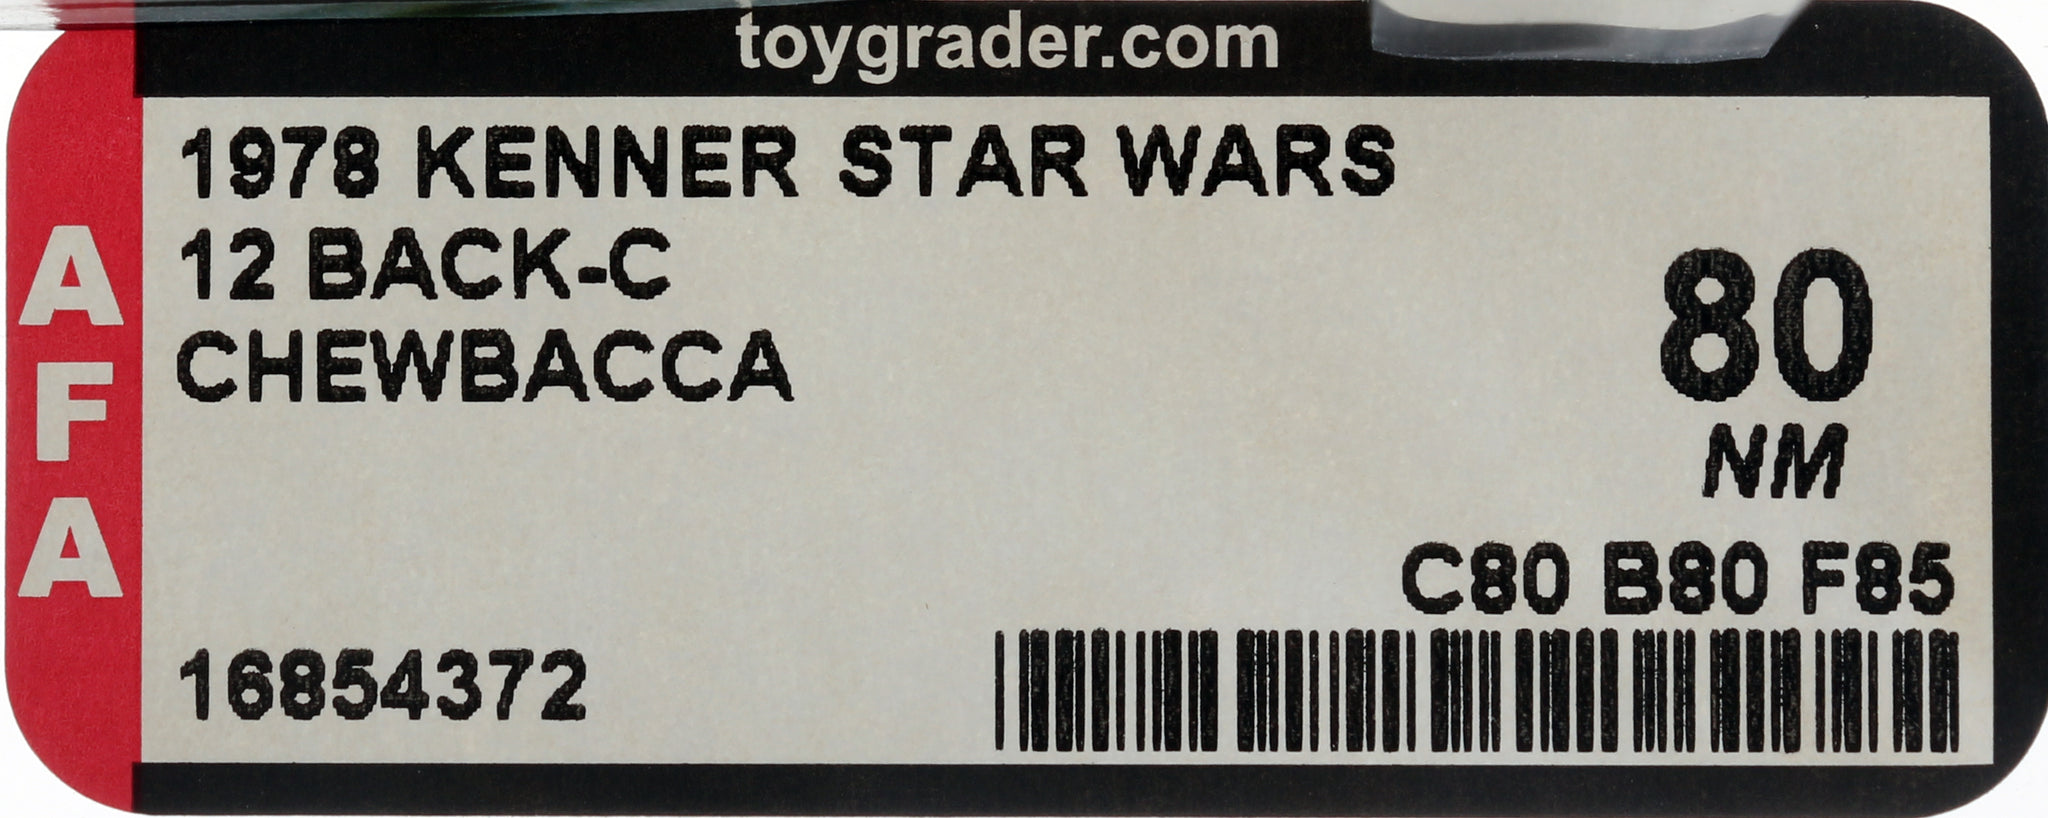 toygrader.com
AFA
1978 KENNER STAR WARS
12 BACK-C
CHEWBACCA
80
NM
C80 B80 F85
16854372